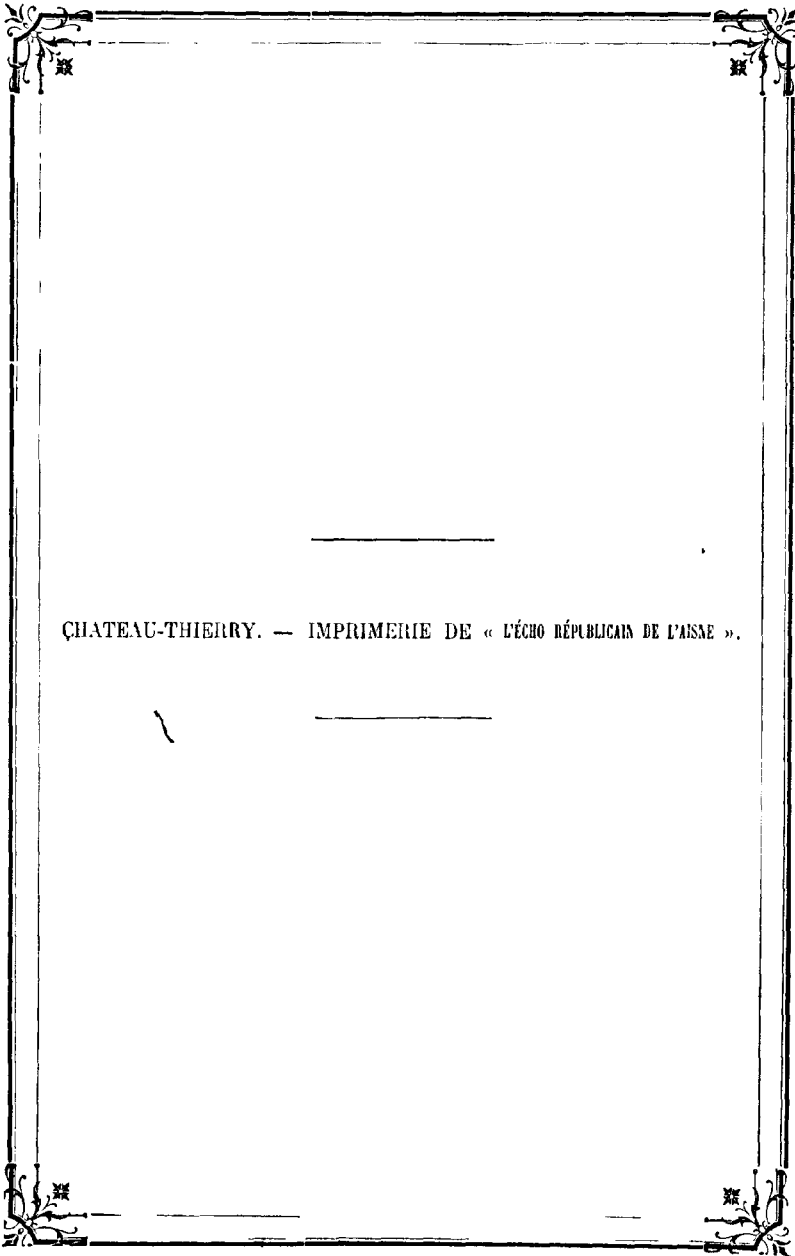 CHATEAU-THIERRY. — IMPRIMERIE DE « L'ÉCHO RÉPUBLICAIN DE L'AISNE ».